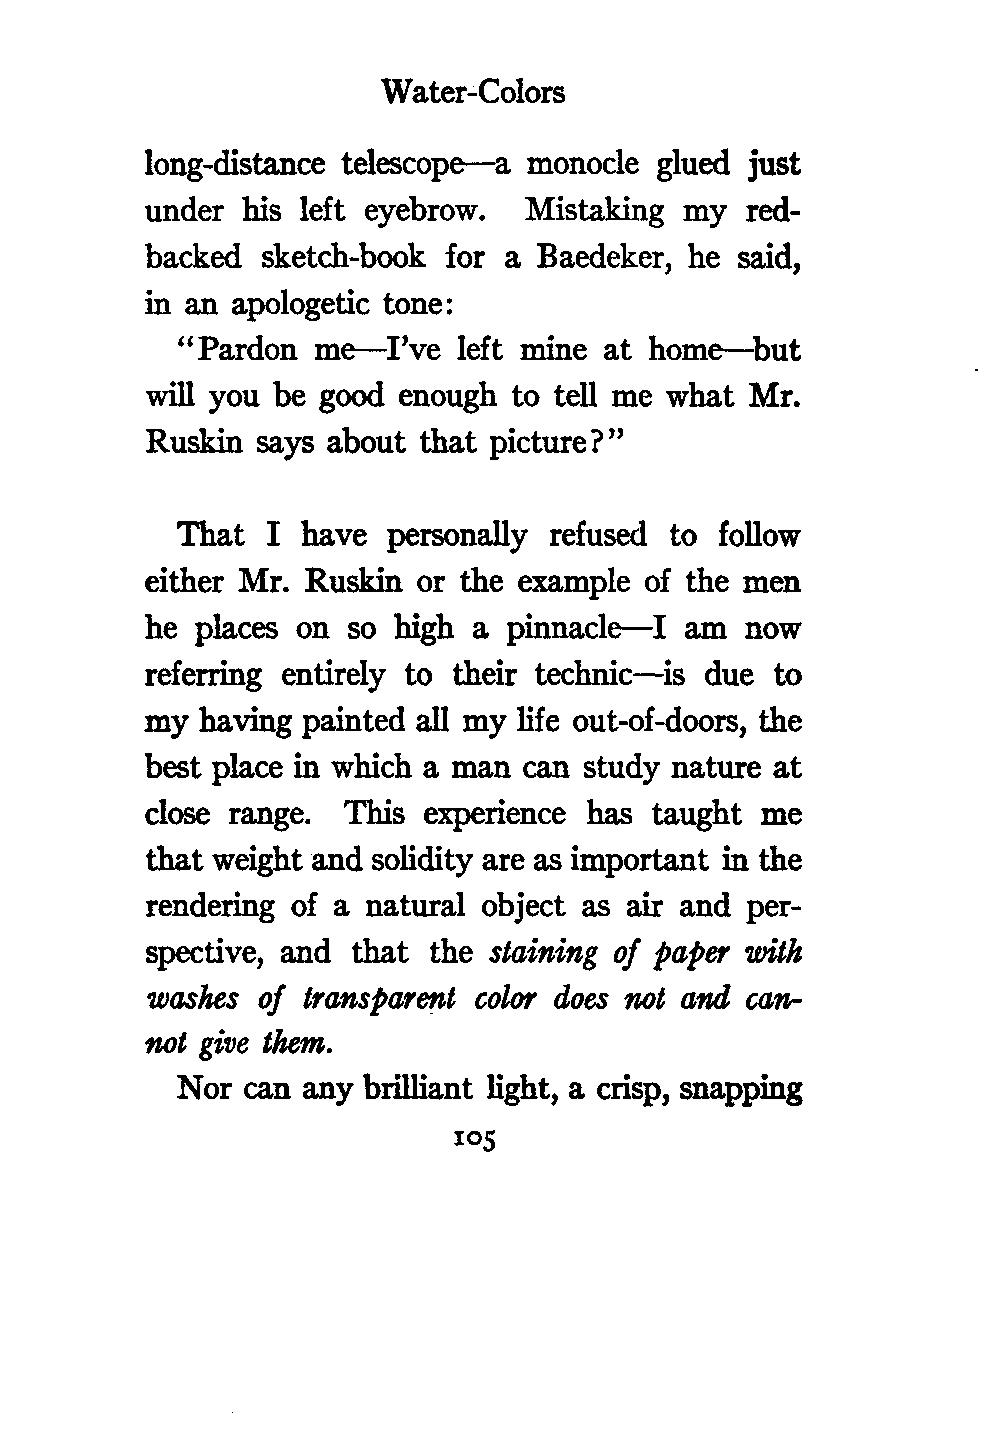 Water-Colors
long-distance telescope—a monocle glued just
under his left eyebrow. Mistaking my red-
backed sketch-book for a Baedeker, he said,
in an apologetic tone:
"Pardon me—I've left mine at home—but
will you be good enough to tell me what Mr.
Ruskin says about that picture?"
That I have personally refused to follow
either Mr. Ruskin or the example of the men
he places on so high a pinnacle—I am now
referring entirely to their technic—is due to
my having painted all my life out-of-doors, the
best place in which a man can study nature at
close range. This experience has taught me
that weight and solidity are as important in the
rendering of a natural object as air and per-
spective, and that the staining of paper with
washes of transparent color does not and can-
not give them.
Nor can any brilliant light, a crisp, snapping
105